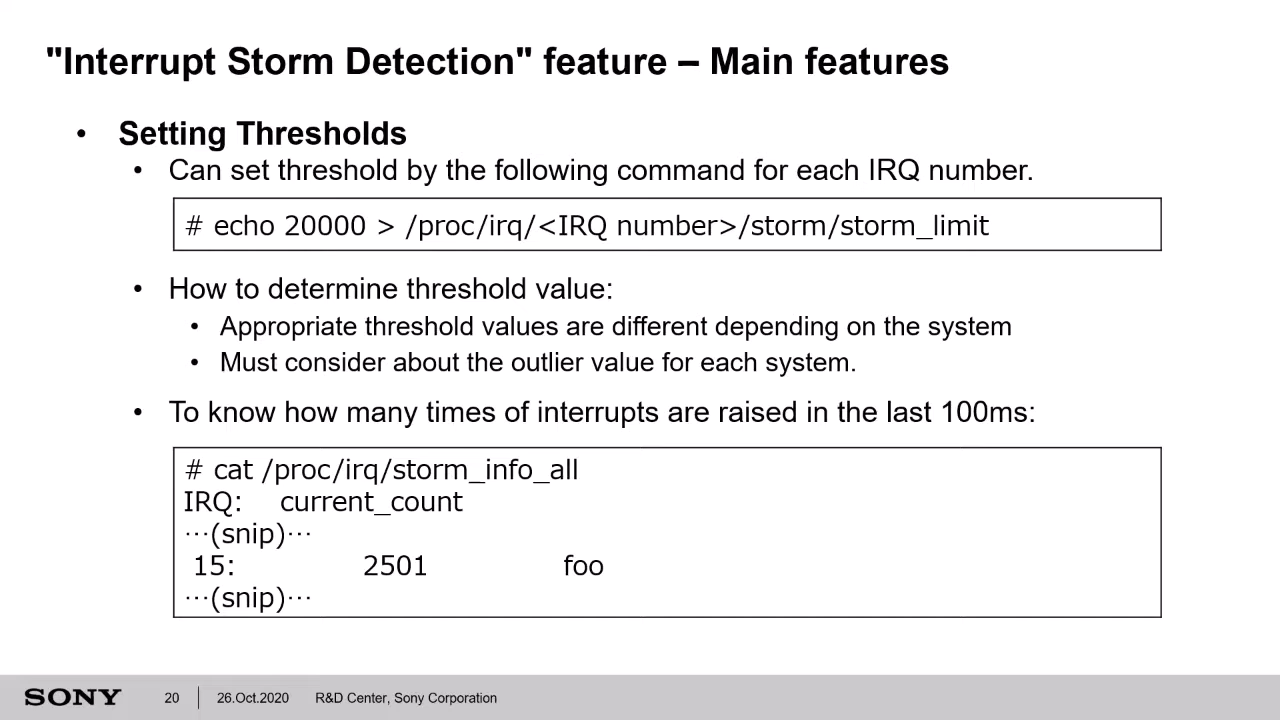 "Interrupt Storm Detection" feature – Main features
• Setting Thresholds
• Can set threshold by the following command for each IRQ number.
# echo 20000 > /proc/irq/<IRQ number>/storm/storm_limit
• How to determine threshold value:
• Appropriate threshold values are different depending on the system
• Must consider about the outlier value for each system.
• To know how many times of interrupts are raised in the last 100ms:
# cat /proc/irq/storm_info_all
IRQ: current_count
⋯(snip)⋯
15: 2501 foo
⋯(snip)⋯
SONY 20 26.Oct.2020 R&D Center, Sony Corporation